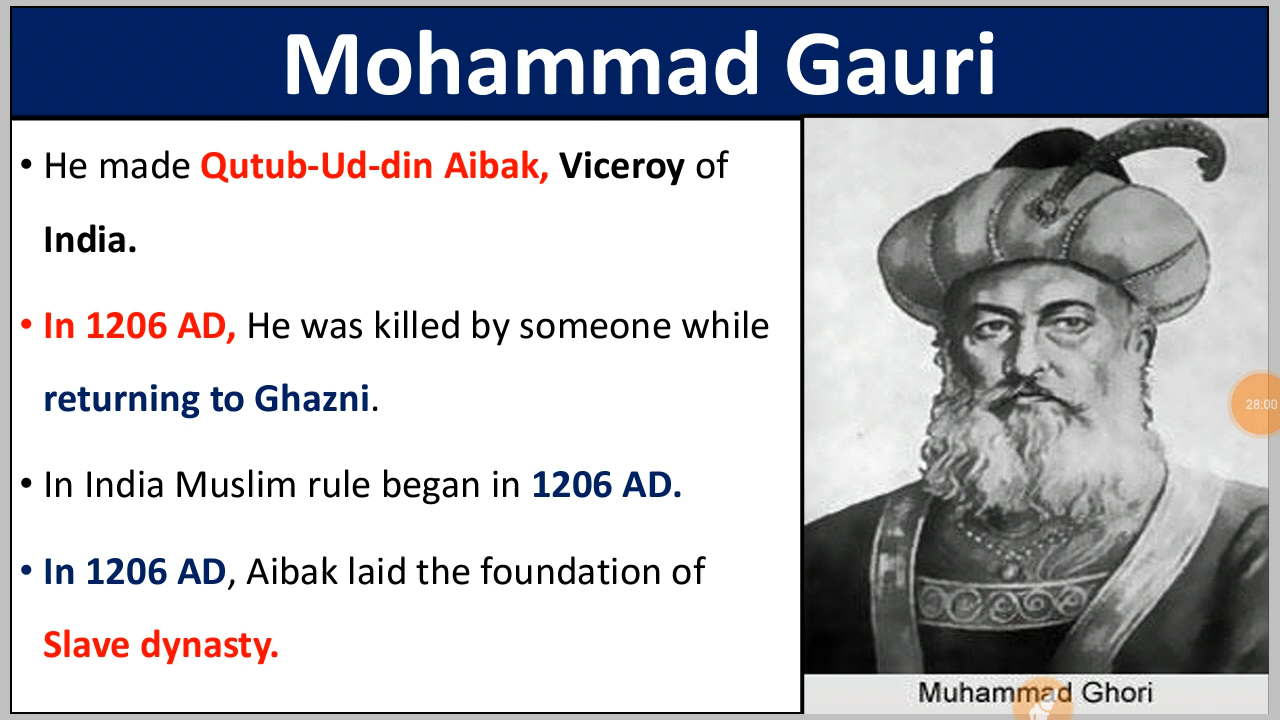 Mohammad Gauri
• He made Qutub-Ud-din Aibak, Viceroy of
India.
• In 1206 AD, He was killed by someone while
returning to Ghazni.
• In India Muslim rule began in 1206 AD.
• In 1206 AD, Aibak laid the foundation of
Slave dynasty.
28:00
Muhammad Ghori